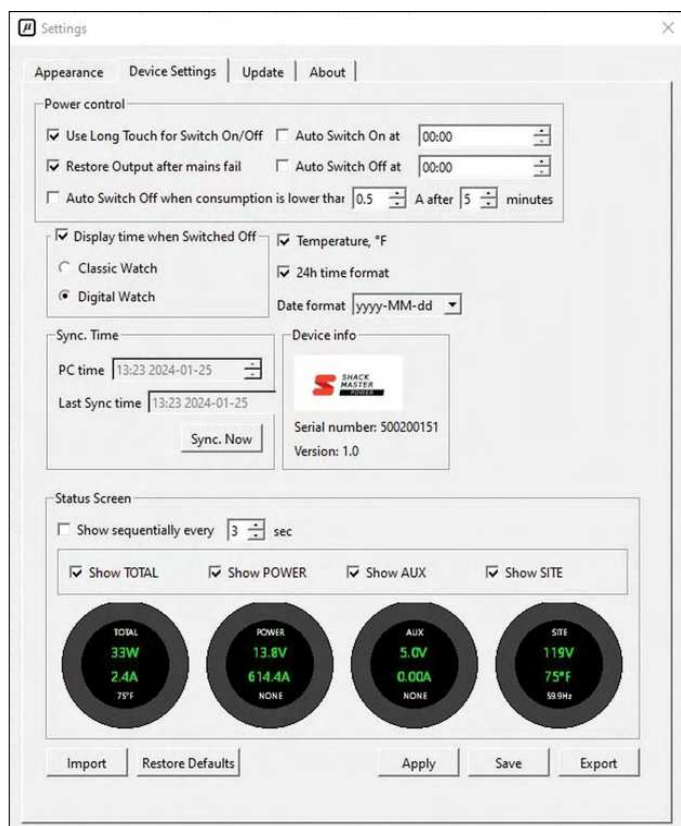 μ Settings
Appearance Device Settings Update About
Power control
Use Long Touch for Switch On/Off Auto Switch On at 00:00
Restore Output after mains fail Auto Switch Off at 00:00
Auto Switch Off when consumption is lower thar 0.5 A after 5 minutes
Display time when Switched Off Temperature, °F
Classic Watch 24h time format
Digital Watch Date format yyyy-MM-dd
Sync. Time
PC time 13:23 2024-01-25
Last Sync time 13:23 2024-01-25
Sync. Now
Device info
SHACK
MASTER
POWER
Serial number: 500200151
Version: 1.0
Status Screen
Show sequentially every 3 sec
Show TOTAL Show POWER Show AUX Show SITE
TOTAL
33W
2.4A
75°F
POWER
13.8V
614.4A
NONE
AUX
5.0V
0.00A
NONE
SITE
119V
75°F
59.9Hz
Import Restore Defaults Apply Save Export